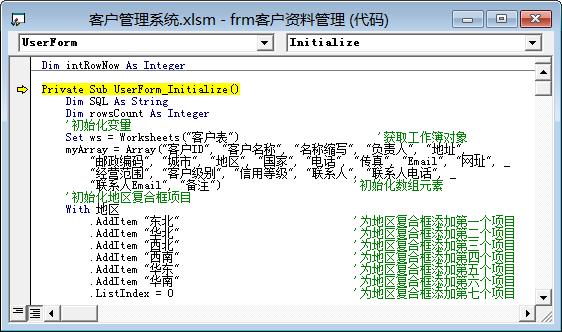 客户管理系统.xlsm - frm客户资料管理 (代码)
UserForm Initialize
Dim intRowNow As Integer
Private Sub UserForm_Initialize()
Dim SQL As String
Dim rowsCount As Integer
'初始化变量
Set ws = Worksheets("客户表") '获取工作簿对象
myArray = Array("客户ID", "客户名称", "名称缩写", "负责人", "地址", _
"邮政编码", "城市", "地区", "国家", "电话", "传真", "Email", "网址", _
"经营范围", "客户级别", "信用等级", "联系人", "联系人电话", _
"联系人Email", "备注") '初始化数组元素
'初始化地区复合框项目
With 地区
.AddItem "东北" '为地区复合框添加第一个项目
.AddItem "华北" '为地区复合框添加第二个项目
.AddItem "西北" '为地区复合框添加第三个项目
.AddItem "西南" '为地区复合框添加第四个项目
.AddItem "华东" '为地区复合框添加第五个项目
.AddItem "华南" '为地区复合框添加第六个项目
.ListIndex = 0 '为地区复合框添加第七个项目